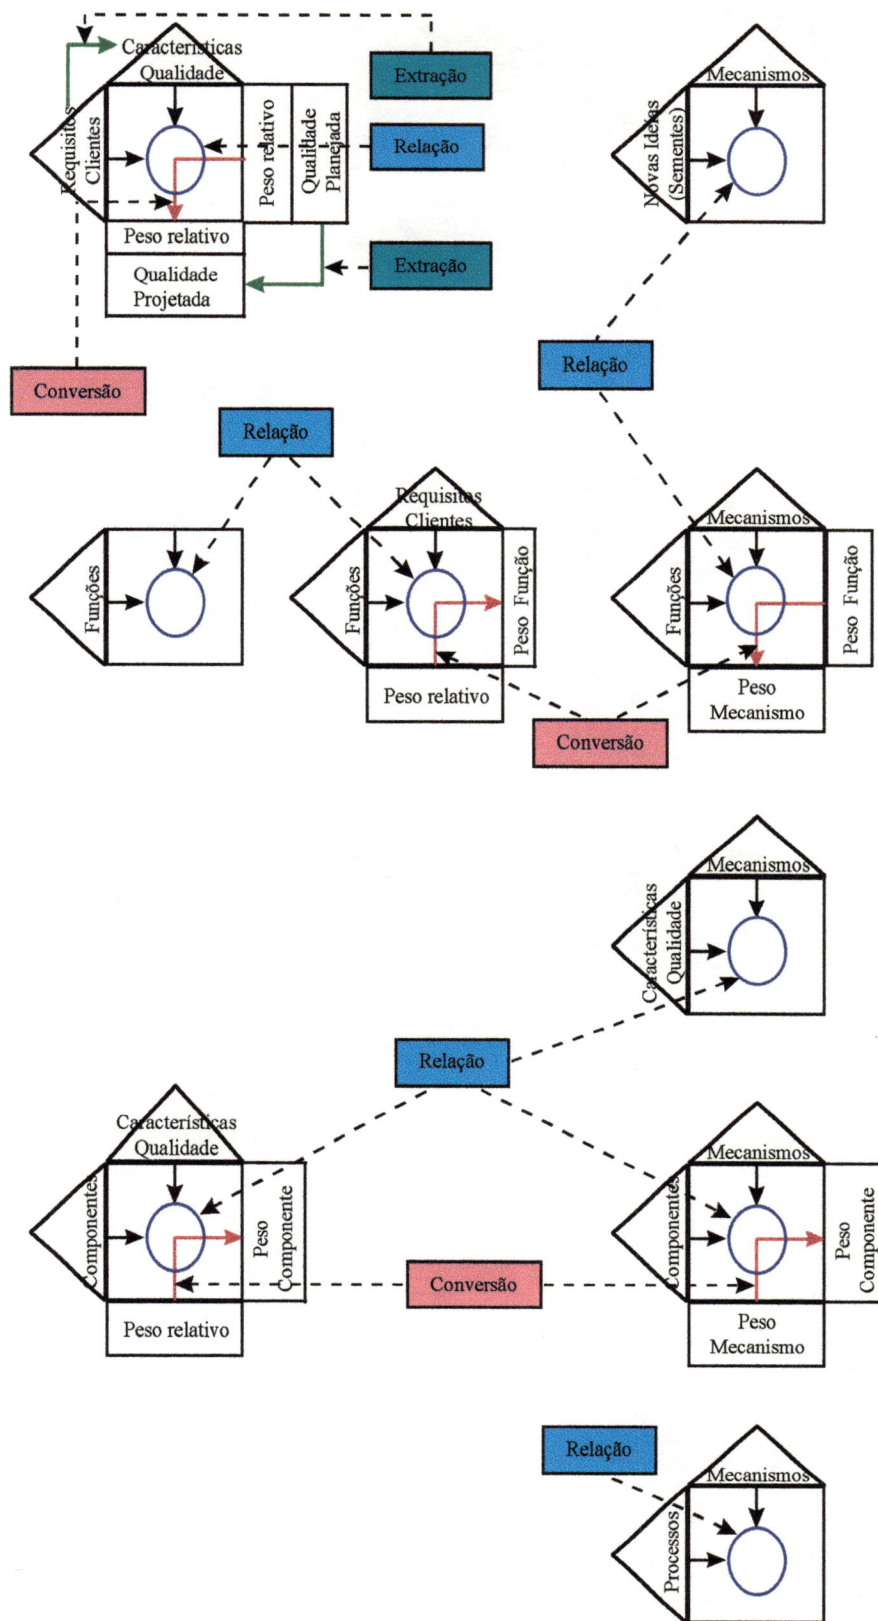 Características
Qualidade
Requisitos
Clientes
Peso relativo
Qualidade
Planejada
Peso relativo
Qualidade
Projetada
Extração
Relação
Extração
Mecanismos
Novas Ideias
(Sementes)
Conversão
Relação
Relação
Funções
Requisitos
Clientes
Funções
Peso Função
Peso relativo
Mecanismos
Funções
Peso Função
Peso
Mecanismo
Conversão
Mecanismos
Características
Qualidade
Relação
Características
Qualidade
Componentes
Peso
Componente
Peso relativo
Conversão
Mecanismos
Componentes
Peso
Componente
Peso
Mecanismo
Relação
Mecanismos
Processos